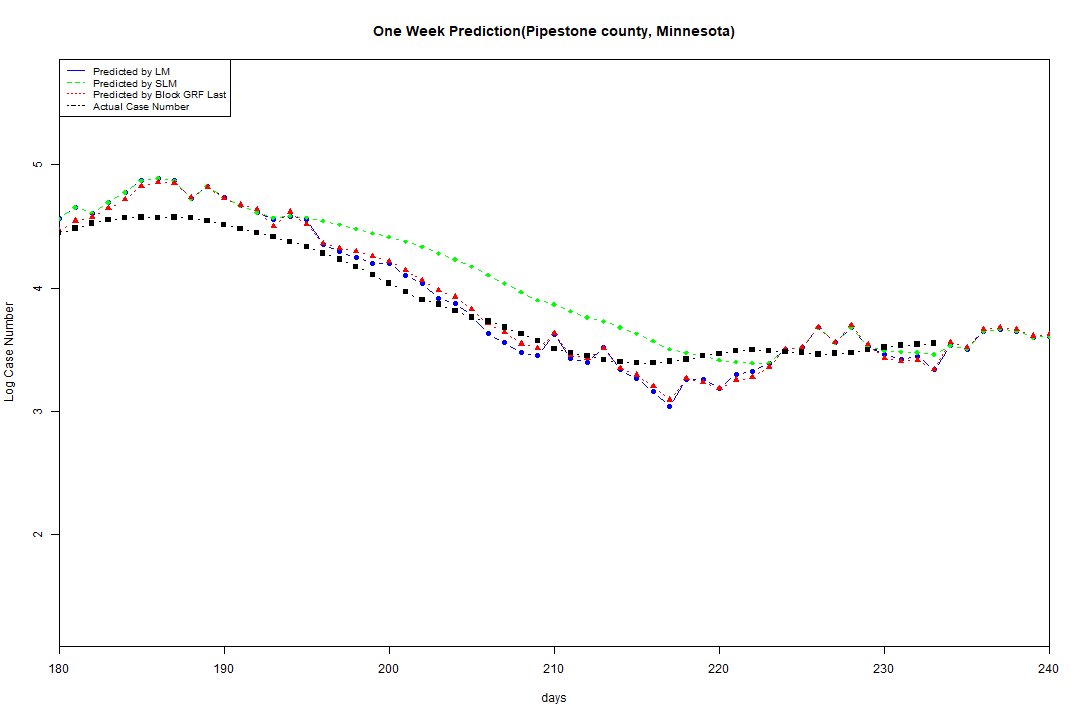 One Week Prediction(Pipestone county, Minnesota)
Predicted by LM
Predicted by SLM
Predicted by Block GRF Last
Actual Case Number
5
4
3
2
Log Case Number
180 190 200 210 220 230 240
days